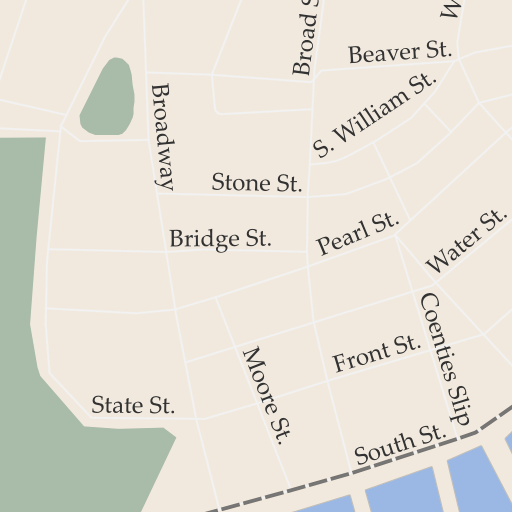 Broad S
W
Beaver St.
S. William St.
Broadway
Stone St.
Bridge St.
Pearl St.
Water St.
Coenties Slip
Front St.
Moore St.
State St.
South St.